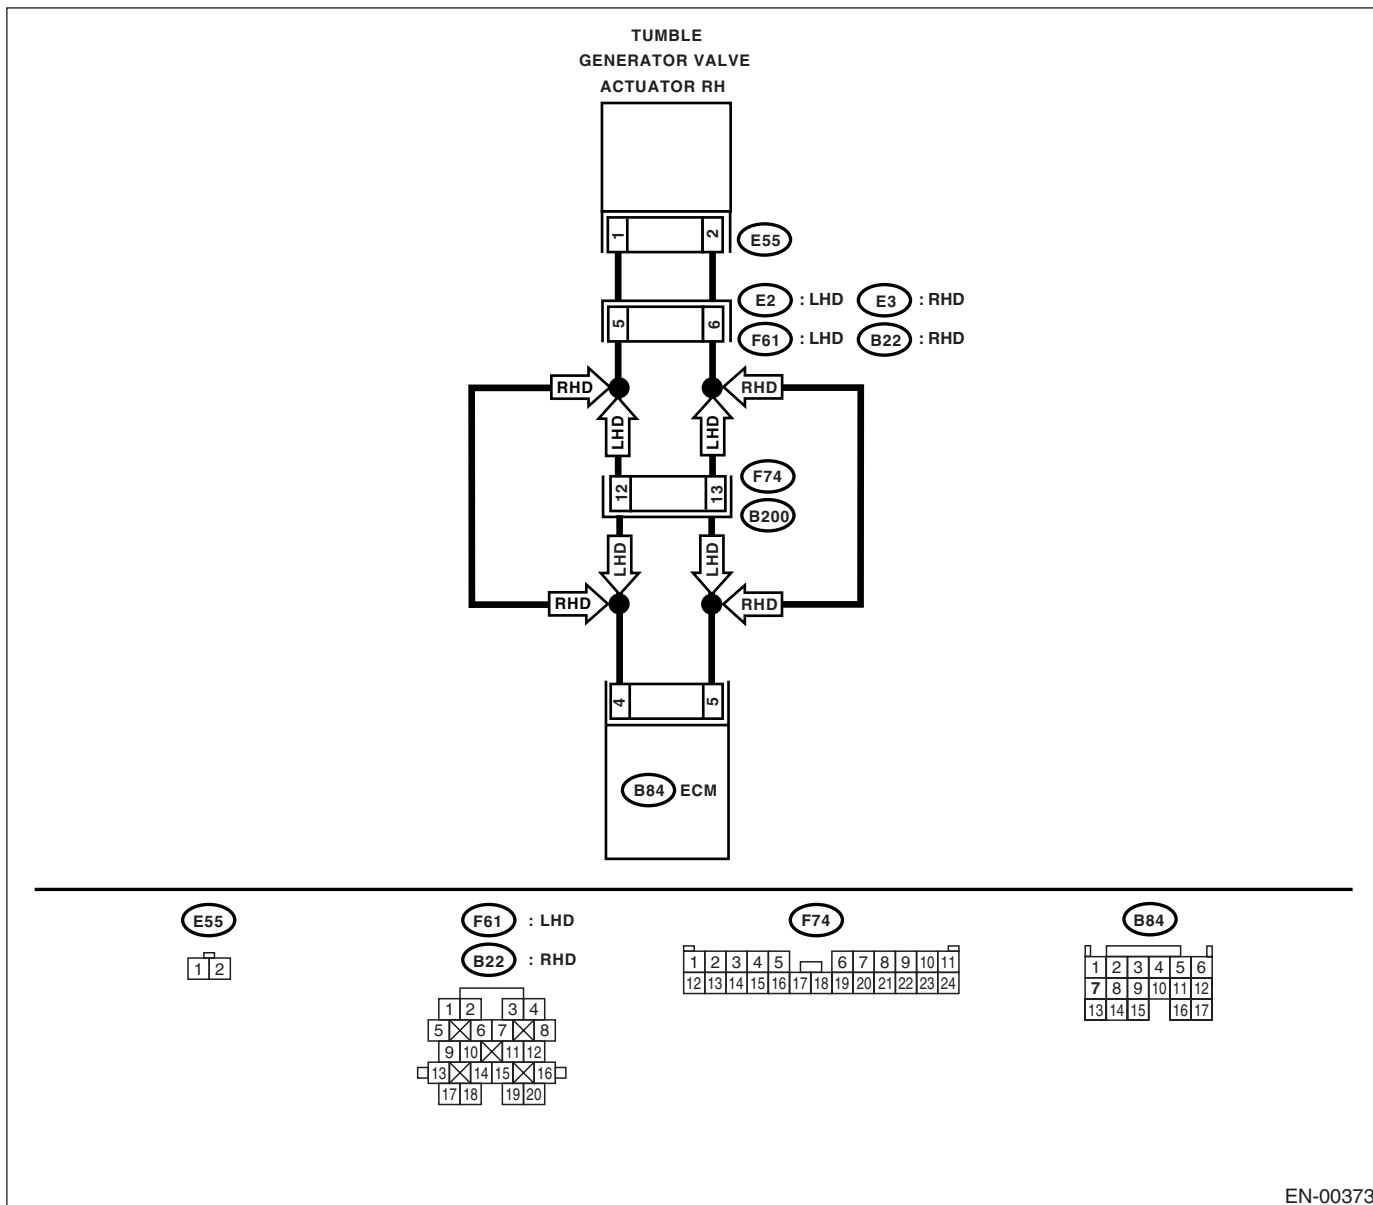 TUMBLE
GENERATOR VALVE
ACTUATOR RH
1 2 E55
E2 : LHD E3 : RHD
5 6
F61 : LHD B22 : RHD
RHD RHD
LHD LHD
F74
12 13
B200
LHD LHD
RHD RHD
4 5
B84 ECM
E55 F61 : LHD F74 B84
B22 : RHD
1 2
1 2 3 4
5 6 7 8
9 10 11 12
13 14 15 16
17 18 19 20
1 2 3 4 5 6 7 8 9 10 11
12 13 14 15 16 17 18 19 20 21 22 23 24
1 2 3 4 5 6
7 8 9 10 11 12
13 14 15 16 17
EN-00373